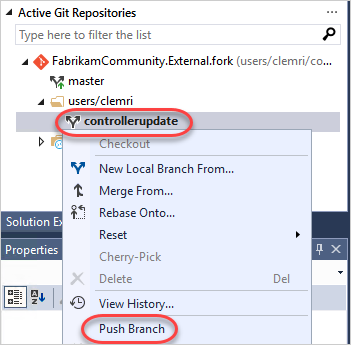 Active Git Repositories
Type here to filter the list
FabrikamCommunity.External.fork (users/clemri/co...
master
users/clemri
controllerupdate
Checkout
New Local Branch From...
Merge From...
Rebase Onto...
Reset
Cherry-Pick
Delete Del
View History...
Push Branch
Solution Ex
Properties